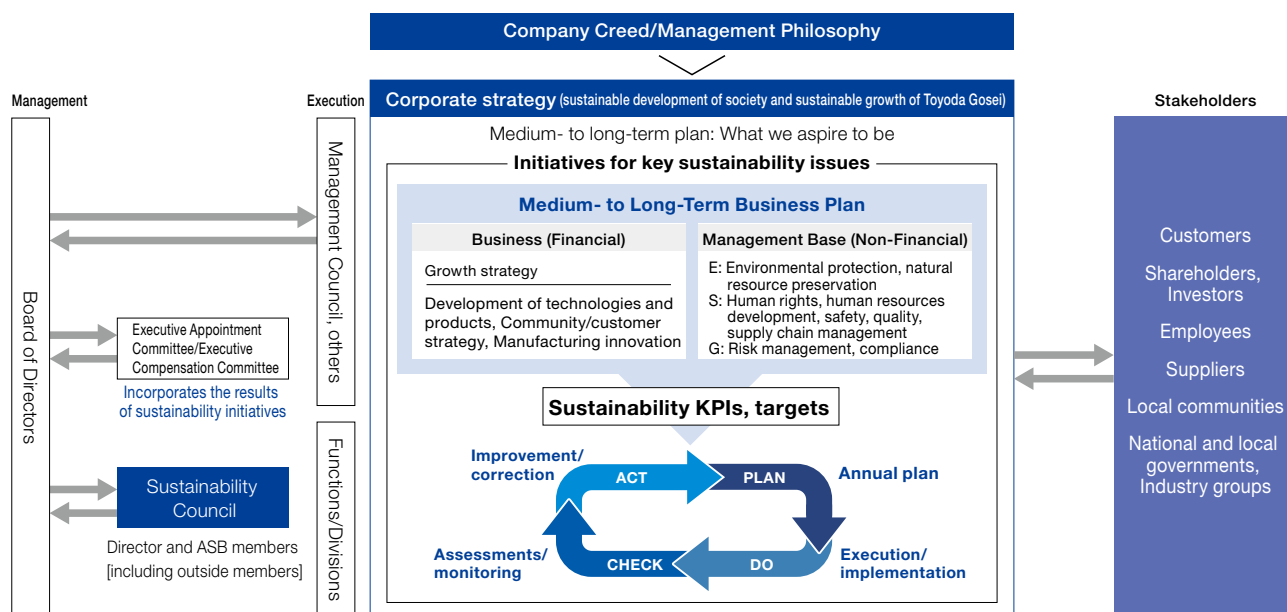 Company Creed/Management Philosophy
Management
Execution
Stakeholders
Corporate strategy (sustainable development of society and sustainable growth of Toyoda Gosei)
Medium- to long-term plan: What we aspire to be
Initiatives for key sustainability issues
Medium- to Long-Term Business Plan
Business (Financial)
Growth strategy
Development of technologies and
products, Community/customer
strategy, Manufacturing innovation
Management Base (Non-Financial)
E: Environmental protection, natural
resource preservation
S: Human rights, human resources
development, safety, quality,
supply chain management
G: Risk management, compliance
Sustainability KPIs, targets
Improvement/
correction
ACT
PLAN
Annual plan
Assessments/
monitoring
CHECK
DO
Execution/
implementation
Board of Directors
Management Council, others
Functions/Divisions
Executive Appointment
Committee/Executive
Compensation Committee
Incorporates the results
of sustainability initiatives
Sustainability
Council
Director and ASB members
[including outside members]
Customers
Shareholders,
Investors
Employees
Suppliers
Local communities
National and local
governments,
Industry groups